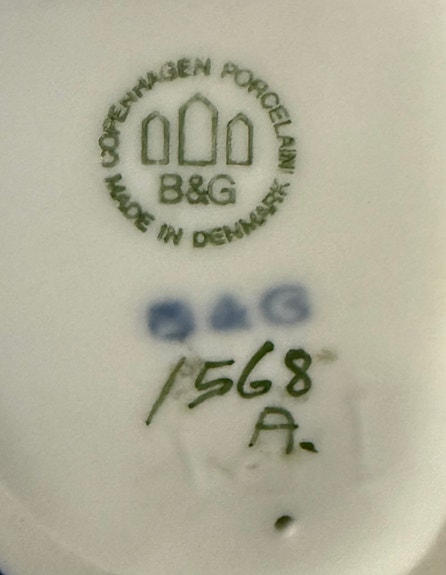 COPENHAGEN PORCELAIN
B&G
MADE IN DENMARK
B & G
1568
A.